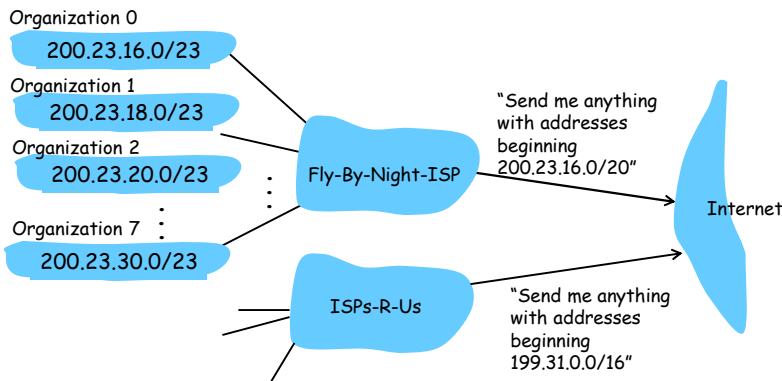 Organization 0
200.23.16.0/23
Organization 1
200.23.18.0/23
Organization 2
200.23.20.0/23
Organization 7
200.23.30.0/23
Fly-By-Night-ISP
"Send me anything
with addresses
beginning
200.23.16.0/20"
Internet
ISPs-R-Us
"Send me anything
with addresses
beginning
199.31.0.0/16"